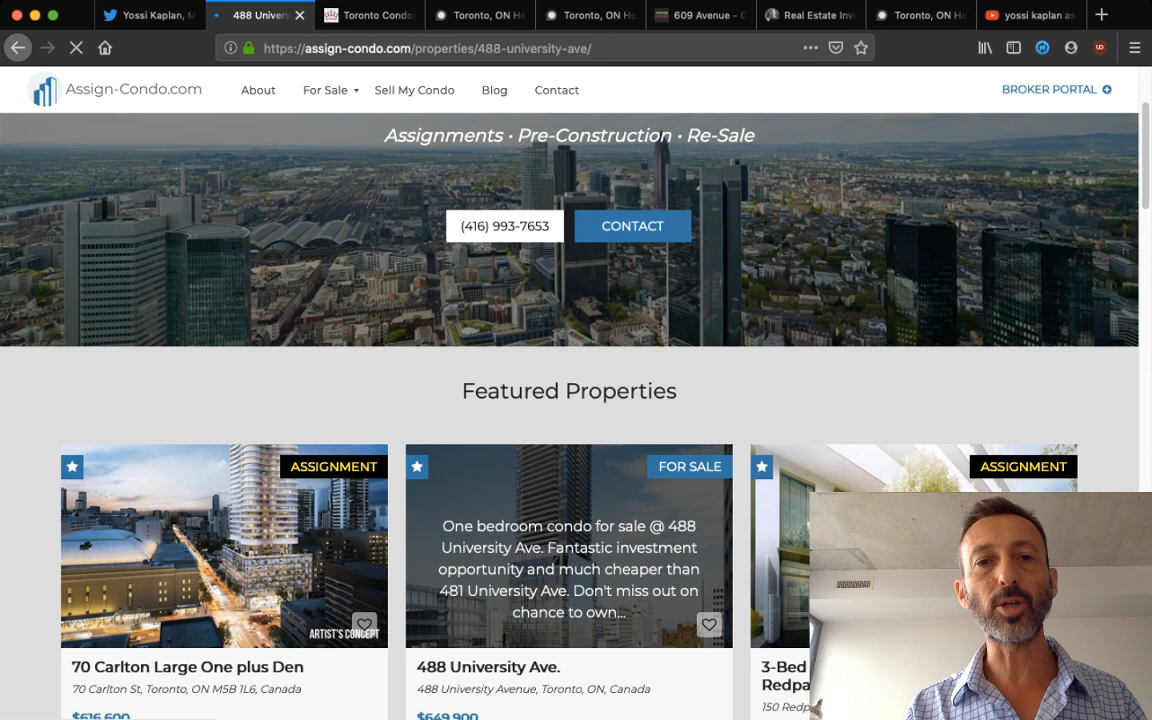 Yossi Kaplan, M
488 Univers
Toronto Condo
Toronto, ON Ho
Toronto, ON Ho
609 Avenue - C
Real Estate Inv
Toronto, ON Ho
yossi kaplan as
https://assign-condo.com/properties/488-university-ave/
Assign-Condo.com
About
For Sale
Sell My Condo
Blog
Contact
BROKER PORTAL
Assignments · Pre-Construction · Re-Sale
(416) 993-7653
CONTACT
Featured Properties
ASSIGNMENT
FOR SALE
ASSIGNMENT
One bedroom condo for sale @ 488
University Ave. Fantastic investment
opportunity and much cheaper than
481 University Ave. Don't miss out on
chance to own...
ARTIST'S CONCEPT
70 Carlton Large One plus Den
488 University Ave.
3-Bed
Redpa
70 Carlton St, Toronto, ON M5B 1L6, Canada
488 University Avenue, Toronto, ON, Canada
150 Redp
$616,600
$649,900